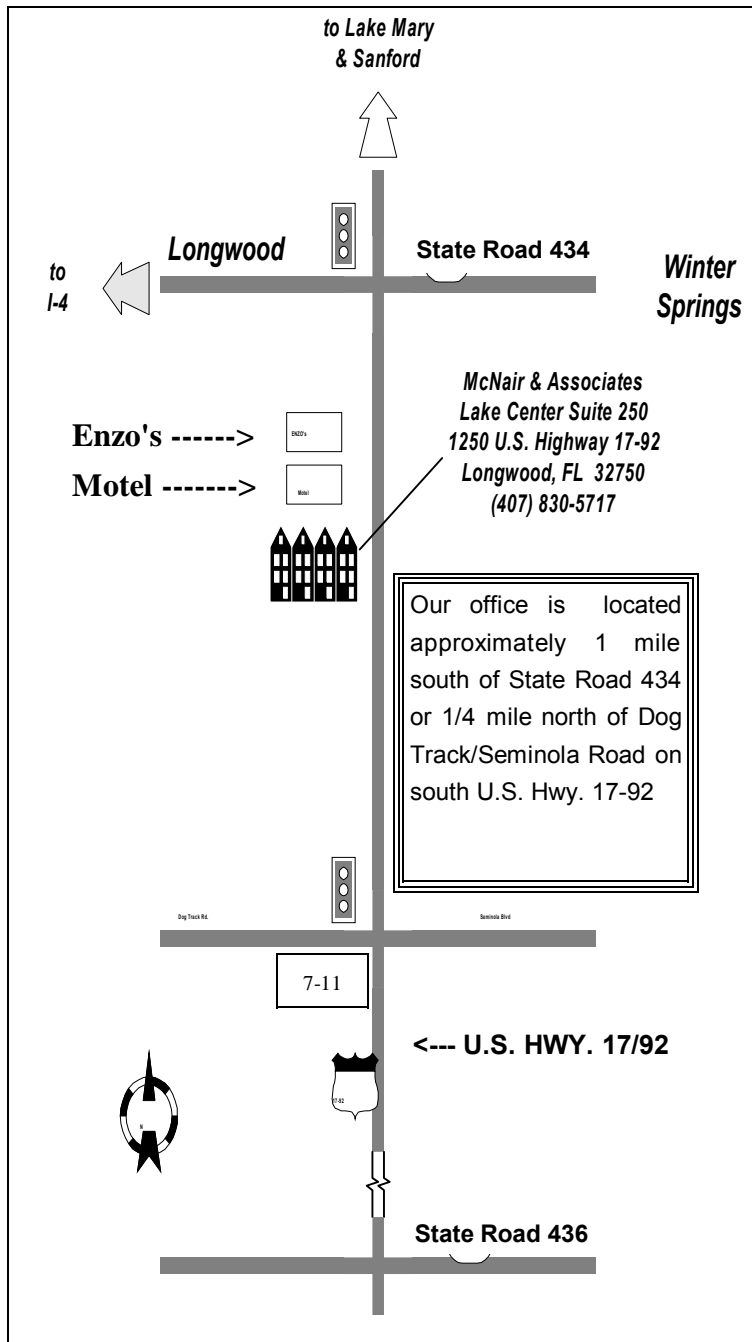 to Lake Mary
& Sanford
Longwood
State Road 434
to
I-4
Winter
Springs
McNair & Associates
Lake Center Suite 250
1250 U.S. Highway 17-92
Longwood, FL 32750
(407) 830-5717
Enzo's ------>
ENZO's
Motel ------->
Motel
Our office is located
approximately 1 mile
south of State Road 434
or 1/4 mile north of Dog
Track/Seminola Road on
south U.S. Hwy. 17-92
Dog Track Rd.
Seminola Blvd
7-11
<--- U.S. HWY. 17/92
17-92
N
State Road 436